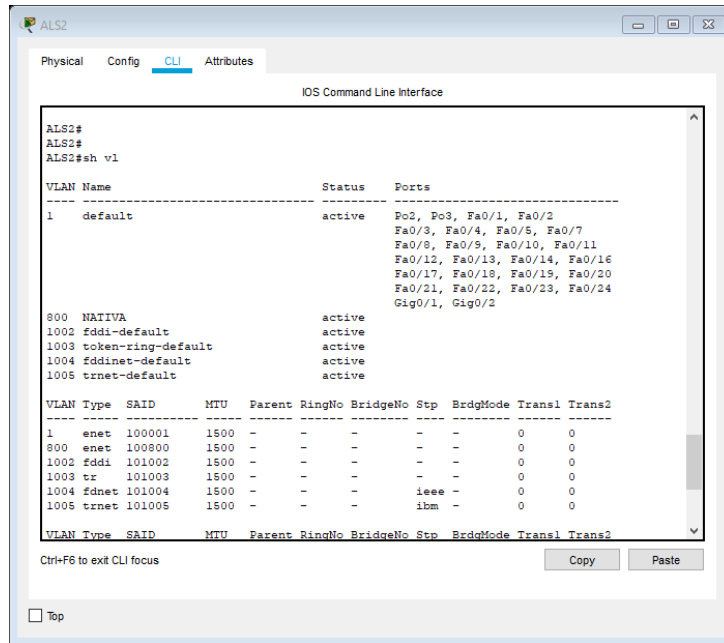 ALS2
Physical Config CLI Attributes
IOS Command Line Interface
ALS2#
ALS2#
ALS2#sh vl
VLAN Name                             Status    Ports
---- -------------------------------- --------- -------------------------------
1    default                          active    Po2, Po3, Fa0/1, Fa0/2
                                                Fa0/3, Fa0/4, Fa0/5, Fa0/7
                                                Fa0/8, Fa0/9, Fa0/10, Fa0/11
                                                Fa0/12, Fa0/13, Fa0/14, Fa0/16
                                                Fa0/17, Fa0/18, Fa0/19, Fa0/20
                                                Fa0/21, Fa0/22, Fa0/23, Fa0/24
                                                Gig0/1, Gig0/2
800  NATIVA                           active
1002 fddi-default                     active
1003 token-ring-default               active
1004 fddinet-default                  active
1005 trnet-default                    active
VLAN Type  SAID       MTU   Parent RingNo BridgeNo Stp  BrdgMode Trans1 Trans2
---- ----- ---------- ----- ------ ------ -------- ---- -------- ------ ------
1    enet  100001     1500  -      -      -        -    -        0      0
800  enet  100800     1500  -      -      -        -    -        0      0
1002 fddi  101002     1500  -      -      -        -    -        0      0
1003 tr    101003     1500  -      -      -        -    -        0      0
1004 fdnet 101004     1500  -      -      -        ieee -        0      0
1005 trnet 101005     1500  -      -      -        ibm  -        0      0
VLAN Type  SAID       MTU   Parent RingNo BridgeNo Stp  BrdgMode Trans1 Trans2
Ctrl+F6 to exit CLI focus
Copy Paste
Top